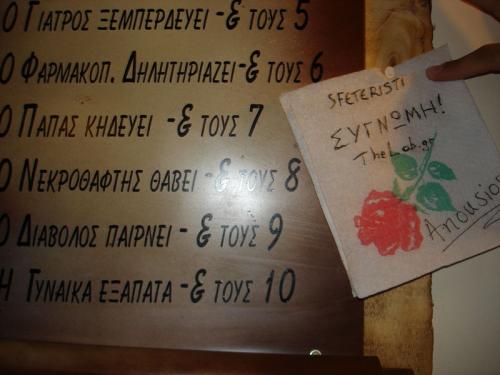 Ο ΓΙΑΤΡΟΣ ΞΕΜΠΕΡΔΕΥΕΙ - & ΤΟΥΣ 5
Ο ΦΑΡΜΑΚΟΠ. ΔΗΛΗΤΗΡΙΑΖΕΙ - & ΤΟΥΣ 6
Ο ΠΑΠΑΣ ΚΗΔΕΥΕΙ - & ΤΟΥΣ 7
Ο ΝΕΚΡΟΘΑΦΤΗΣ ΘΑΒΕΙ - & ΤΟΥΣ 8
Ο ΔΙΑΒΟΛΟΣ ΠΑΙΡΝΕΙ - & ΤΟΥΣ 9
Η ΓΥΝΑΙΚΑ ΕΞΑΠΑΤΑ - & ΤΟΥΣ 10
SFETERISTI
ΣΥΓΝΩΜΗ!
TheLab.gr
Anousios